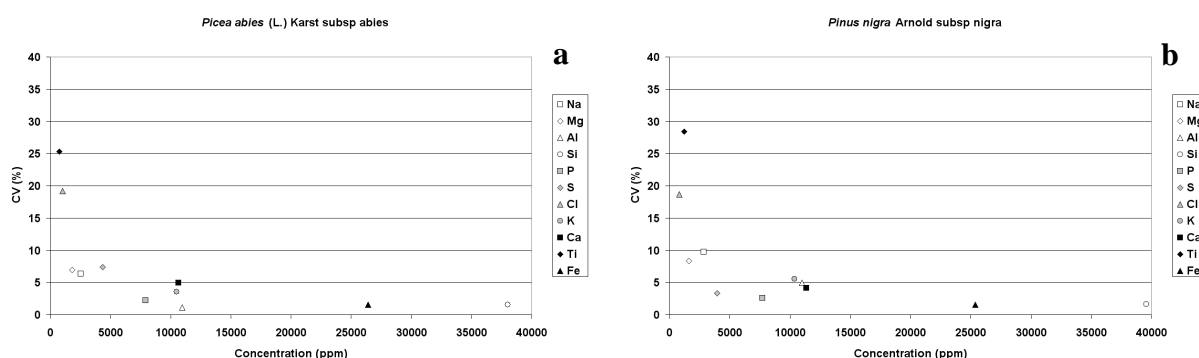 Picea abies (L.) Karst subsp abies
a
40
35
30
25
20
15
10
5
0
CV (%)
0 5000 10000 15000 20000 25000 30000 35000 40000
Concentration (ppm)
Na
Mg
Al
Si
P
S
Cl
K
Ca
Ti
Fe
Pinus nigra Arnold subsp nigra
b
40
35
30
25
20
15
10
5
0
CV (%)
0 5000 10000 15000 20000 25000 30000 35000 40000
Concentration (ppm)
Na
Mg
Al
Si
P
S
Cl
K
Ca
Ti
Fe